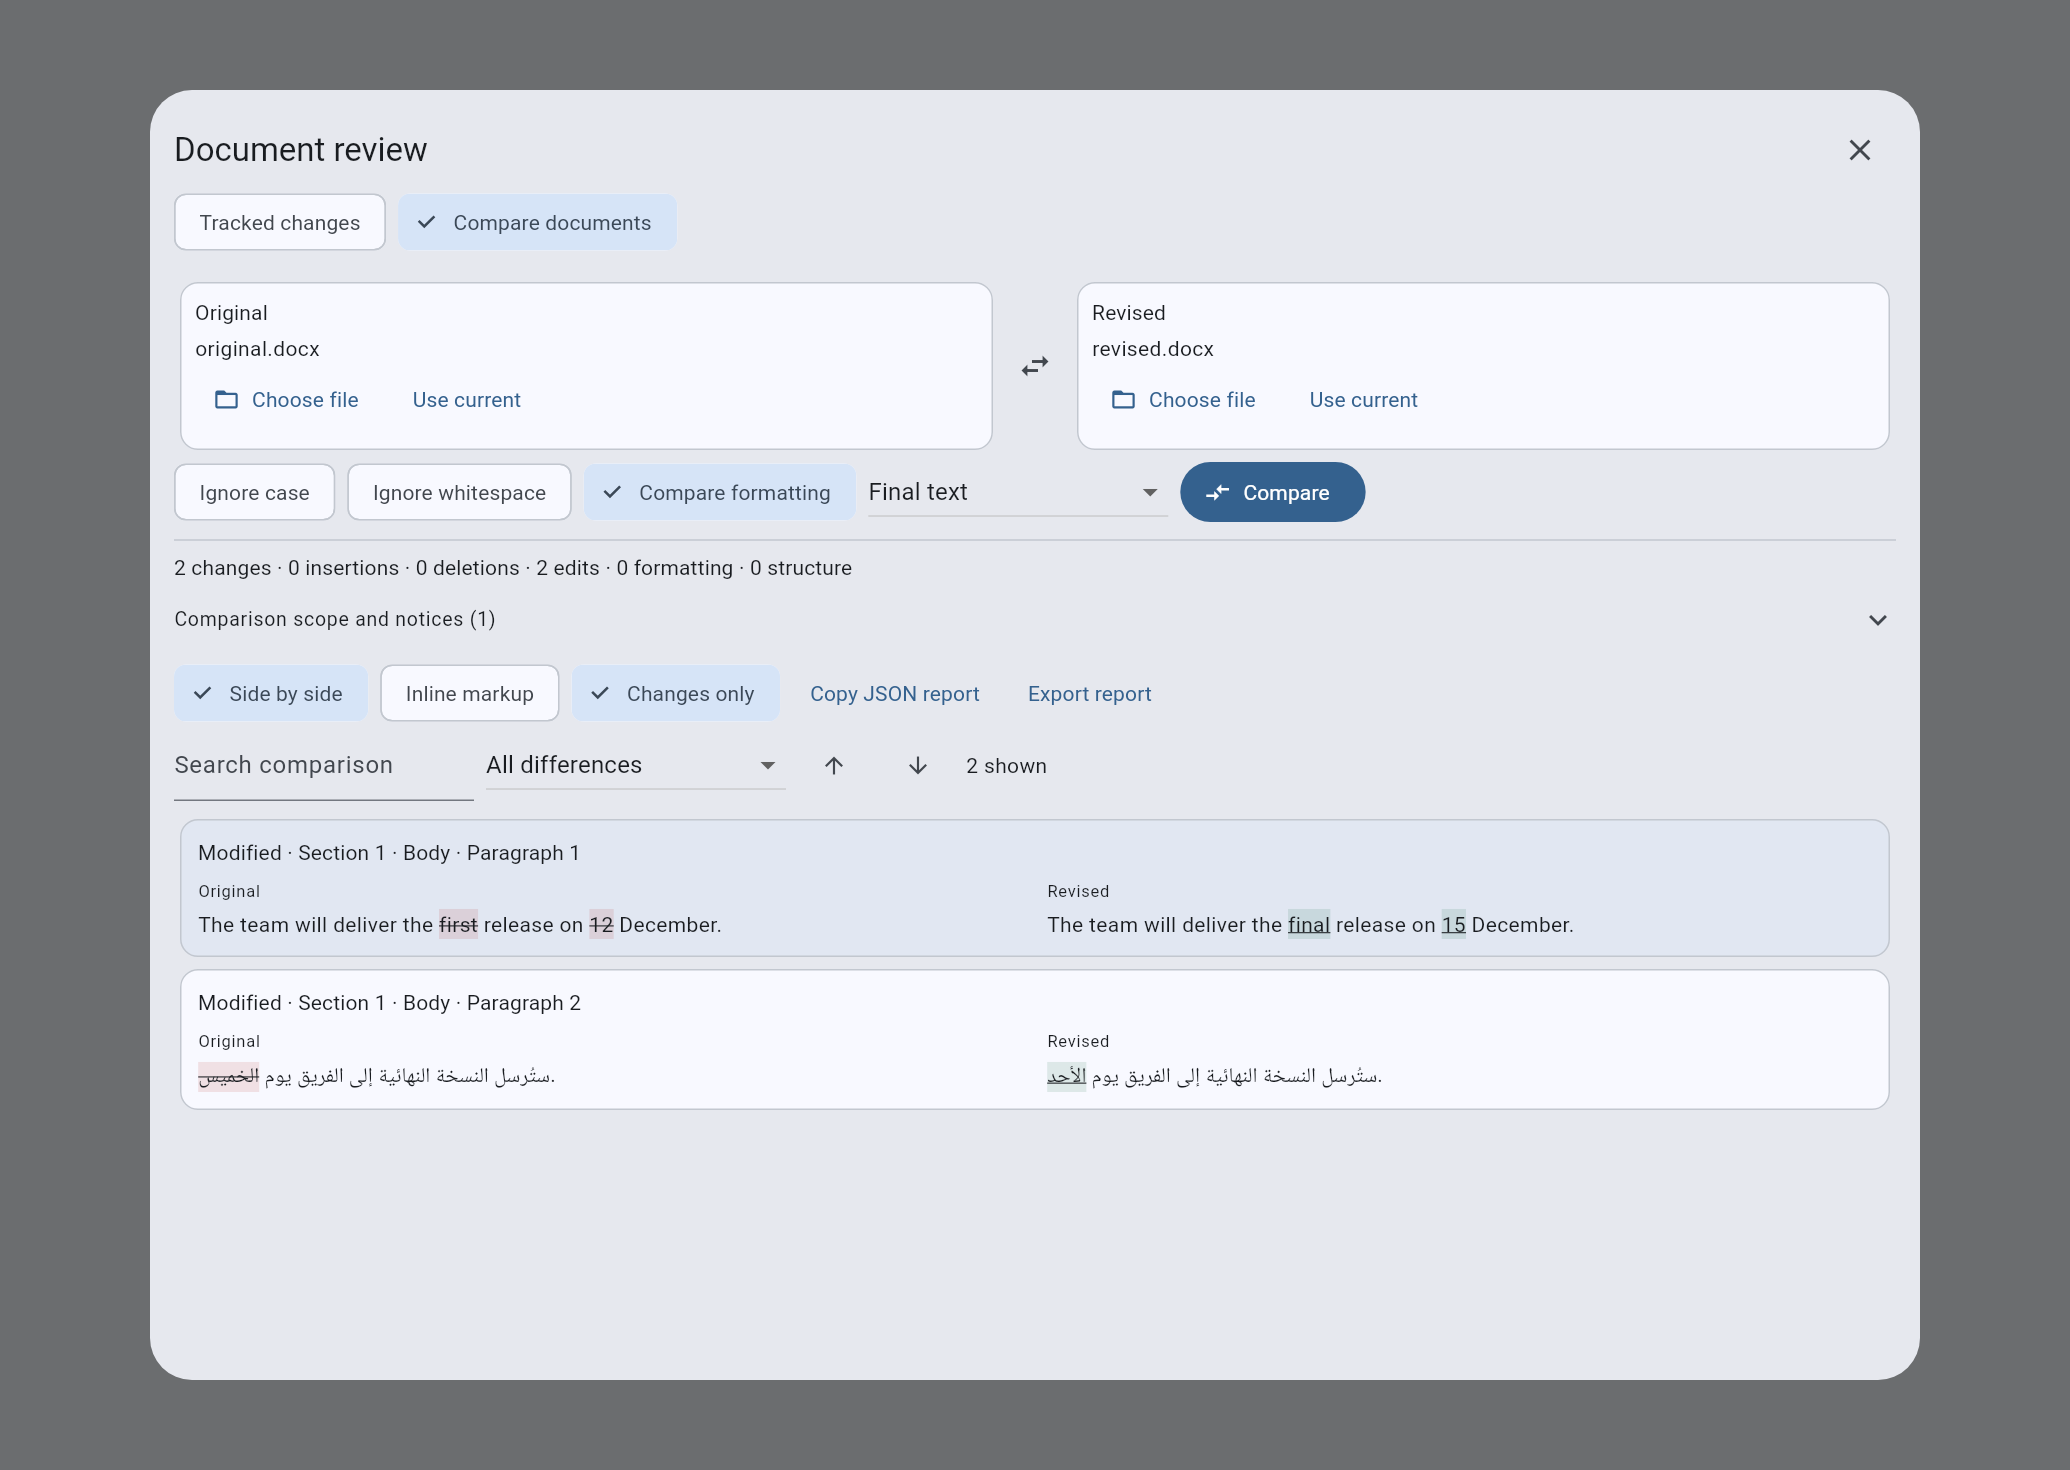 Document review
Tracked changes
Compare documents
Original
original.docx
Choose file
Use current
Revised
revised.docx
Choose file
Use current
Ignore case
Ignore whitespace
Compare formatting
Final text
Compare
2 changes · 0 insertions · 0 deletions · 2 edits · 0 formatting · 0 structure
Comparison scope and notices (1)
Side by side
Inline markup
Changes only
Copy JSON report
Export report
Search comparison
All differences
2 shown
Modified · Section 1 · Body · Paragraph 1
Original
The team will deliver the first release on 12 December.
Revised
The team will deliver the final release on 15 December.
Modified · Section 1 · Body · Paragraph 2
Original
ستُرسل النسخة النهائية إلى الفريق يوم الخميس.
Revised
ستُرسل النسخة النهائية إلى الفريق يوم الأحد.